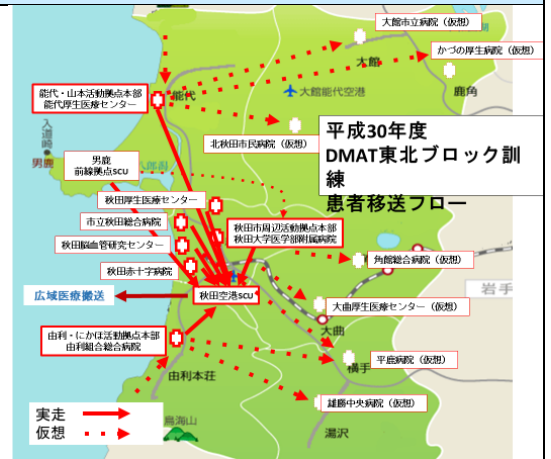 大館市立病院（仮想）
かづの厚生病院（仮想）
大館
鹿角
能代・山本活動拠点本部
能代厚生医療センター
能代
大館能代空港
北秋田市民病院（仮想）
平成30年度
DMAT東北ブロック訓
練
患者移送フロー
入道崎
男鹿
男鹿
前線拠点SCU
八郎潟
秋田厚生医療センター
市立秋田総合病院
秋田脳血管研究センター
秋田赤十字病院
秋田市周辺活動拠点本部
秋田大学医学部附属病院
角館総合病院（仮想）
岩手
広域医療搬送
秋田空港SCU
大曲厚生医療センター（仮想）
大曲
由利・にかほ活動拠点本部
由利組合総合病院
平鹿病院（仮想）
横手
由利本荘
雄勝中央病院（仮想）
実走
仮想
鳥海山
湯沢